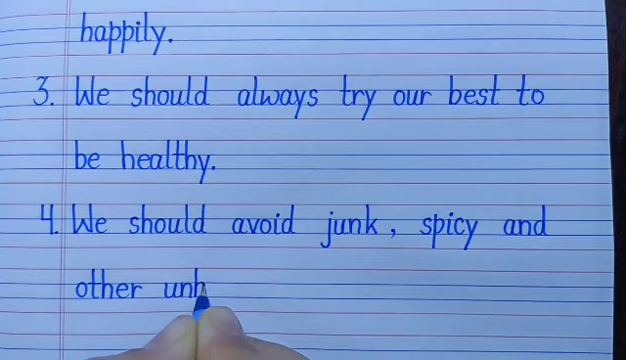 happily.
3. We should always try our best to
be healthy.
4. We should avoid junk, spicy and
other unh